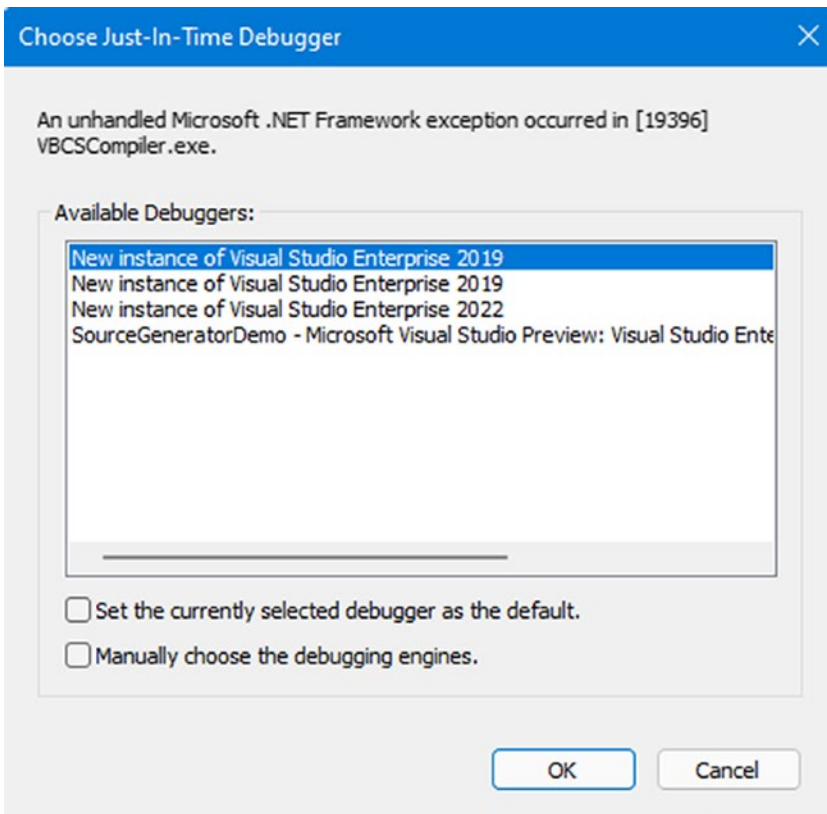 Choose Just-In-Time Debugger
An unhandled Microsoft .NET Framework exception occurred in [19396]
VBCSCompiler.exe.
Available Debuggers:
New instance of Visual Studio Enterprise 2019
New instance of Visual Studio Enterprise 2019
New instance of Visual Studio Enterprise 2022
SourceGeneratorDemo - Microsoft Visual Studio Preview: Visual Studio Ente
Set the currently selected debugger as the default.
Manually choose the debugging engines.
OK Cancel